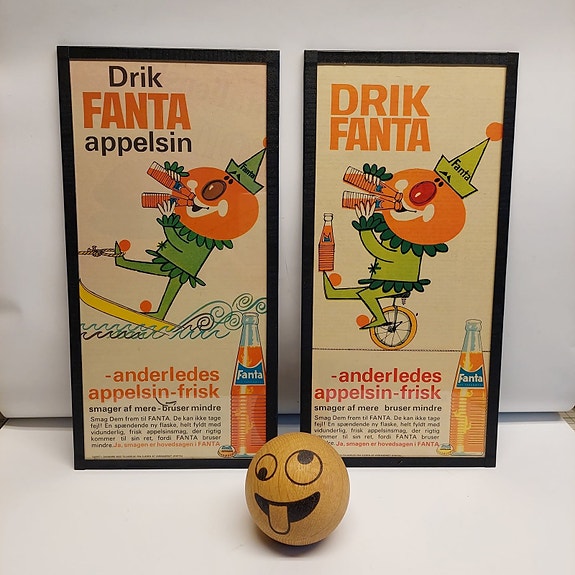 Drik
FANTA
appelsin
Fanta
Fanta
-anderledes
appelsin-frisk
smager af mere - bruser mindre
Smag Dem frem til FANTA. De kan ikke tage
fejl! En spændende ny flaske, helt fyldt med
vidunderlig, frisk appelsinsmag, der rigtig
kommer til sin ret, fordi FANTA bruser
mindre. Ja, smagen er hovedsagen i FANTA
DRIK
FANTA
Fanta
Fanta
-anderledes
appelsin-frisk
smager af mere bruser mindre
Smag Dem frem til FANTA. De kan ikke tage
fejl! En spændende ny flaske, helt fyldt med
vidunderlig, frisk appelsinsmag, der rigtig
kommer til sin ret, fordi FANTA bruser
mindre. Ja, smagen er hovedsagen i FANTA